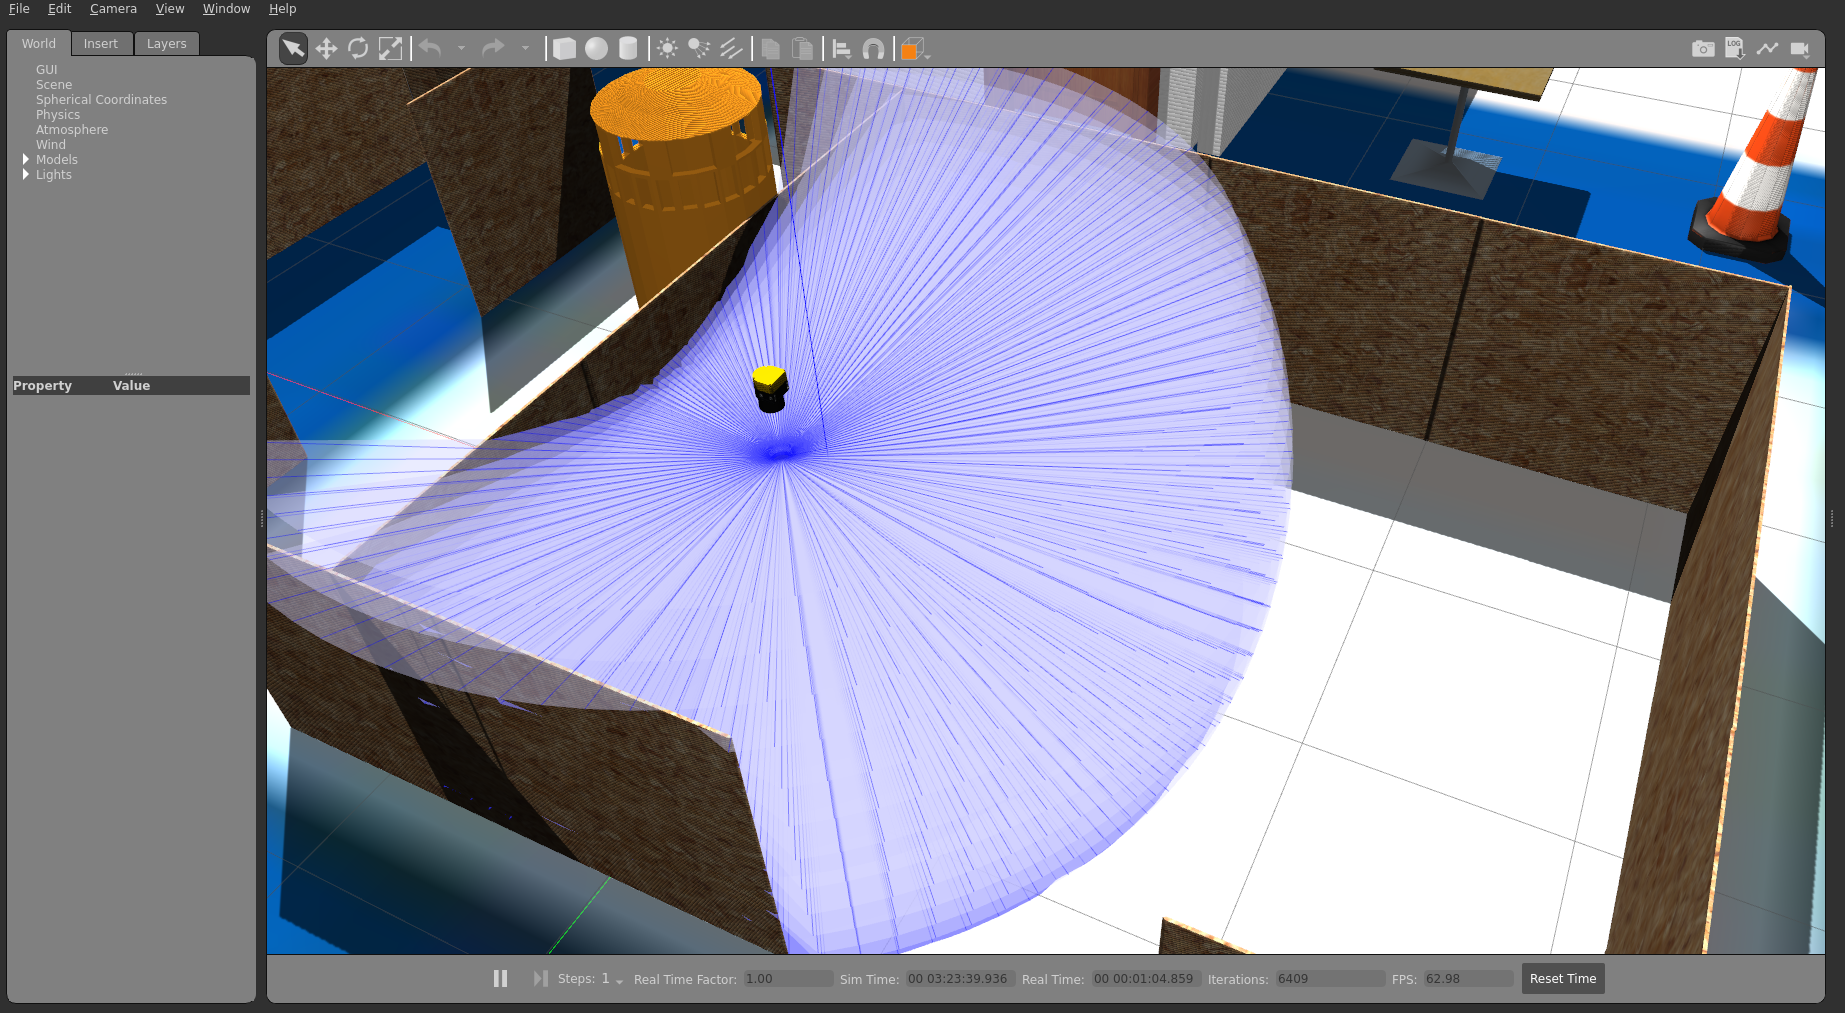 File Edit Camera View Window Help
World Insert Layers
GUI
Scene
Spherical Coordinates
Physics
Atmosphere
Wind
Models
Lights
Property Value
LOG
Steps: 1 Real Time Factor: 1.00 Sim Time: 00 03:23:39.936 Real Time: 00 00:01:04.859 Iterations: 6409 FPS: 62.98 Reset Time